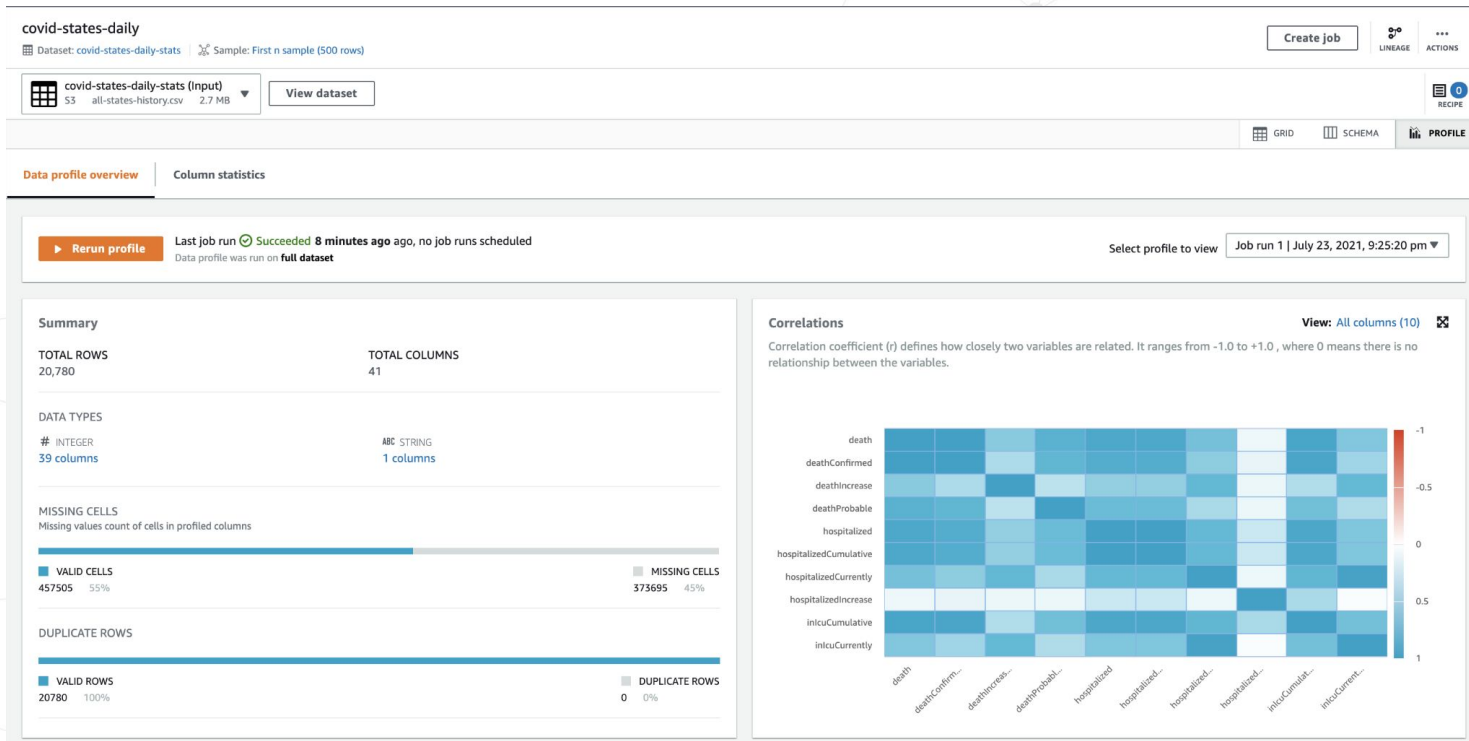 covid-states-daily
Dataset: covid-states-daily-stats Sample: First n sample (500 rows)
Create job
LINEAGE
ACTIONS
covid-states-daily-stats (Input)
S3 all-states-history.csv 2.7 MB
View dataset
0
RECIPE
GRID SCHEMA PROFILE
Data profile overview Column statistics
Rerun profile
Last job run Succeeded 8 minutes ago ago, no job runs scheduled
Data profile was run on full dataset
Select profile to view Job run 1 | July 23, 2021, 9:25:20 pm
Summary
TOTAL ROWS TOTAL COLUMNS
20,780 41
DATA TYPES
# INTEGER ABC STRING
39 columns 1 columns
MISSING CELLS
Missing values count of cells in profiled columns
VALID CELLS MISSING CELLS
457505 55% 373695 45%
DUPLICATE ROWS
VALID ROWS DUPLICATE ROWS
20780 100% 0 0%
Correlations View: All columns (10)
Correlation coefficient (r) defines how closely two variables are related. It ranges from -1.0 to +1.0 , where 0 means there is no
relationship between the variables.
death
deathConfirmed
deathIncrease
deathProbable
hospitalized
hospitalizedCumulative
hospitalizedCurrently
hospitalizedIncrease
inIcuCumulative
inIcuCurrently
-1
-0.5
0
0.5
1
death deathConfirm... deathIncreas... deathProbabl... hospitalized hospitalized... hospitalized... hospitalized... inIcuCumulat... inIcuCurrent...